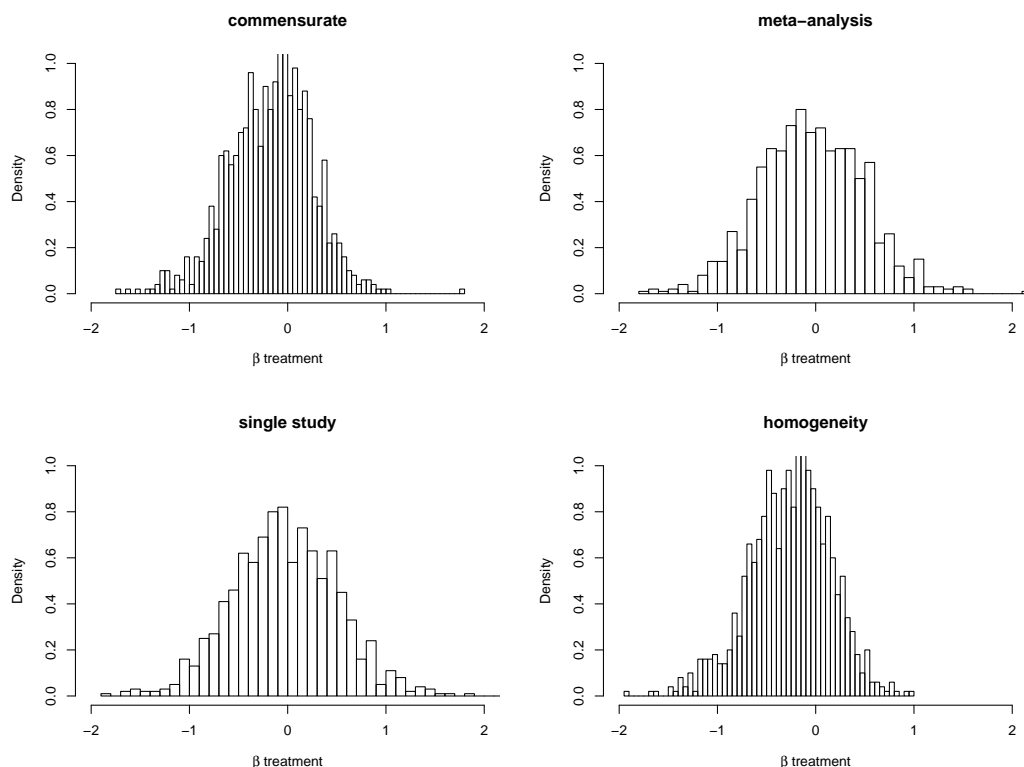 commensurate
Density
0.0 0.2 0.4 0.6 0.8 1.0
−2 −1 0 1 2
β treatment
meta−analysis
Density
0.0 0.2 0.4 0.6 0.8 1.0
−2 −1 0 1 2
β treatment
single study
Density
0.0 0.2 0.4 0.6 0.8 1.0
−2 −1 0 1 2
β treatment
homogeneity
Density
0.0 0.2 0.4 0.6 0.8 1.0
−2 −1 0 1 2
β treatment